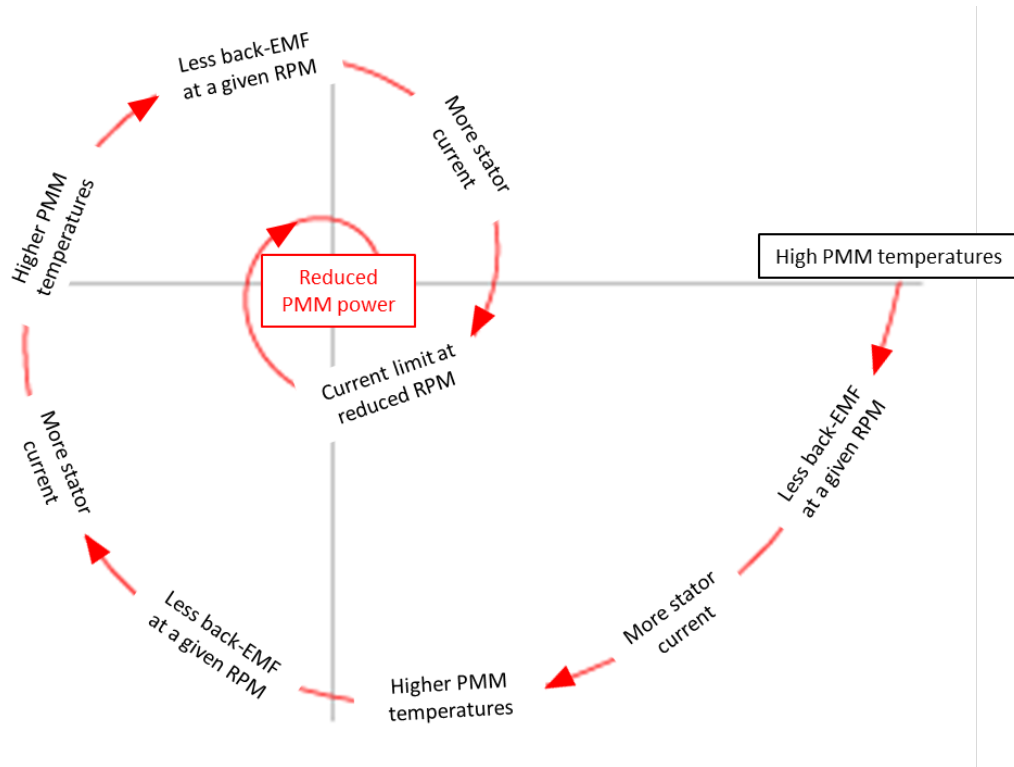 High PMM temperatures
Less back-EMF
at a given RPM
More stator
current
Higher PMM
temperatures
Less back-EMF
at a given RPM
More stator
current
Higher PMM
temperatures
Less back-EMF
at a given RPM
More stator
current
Current limit at
reduced RPM
Reduced
PMM power